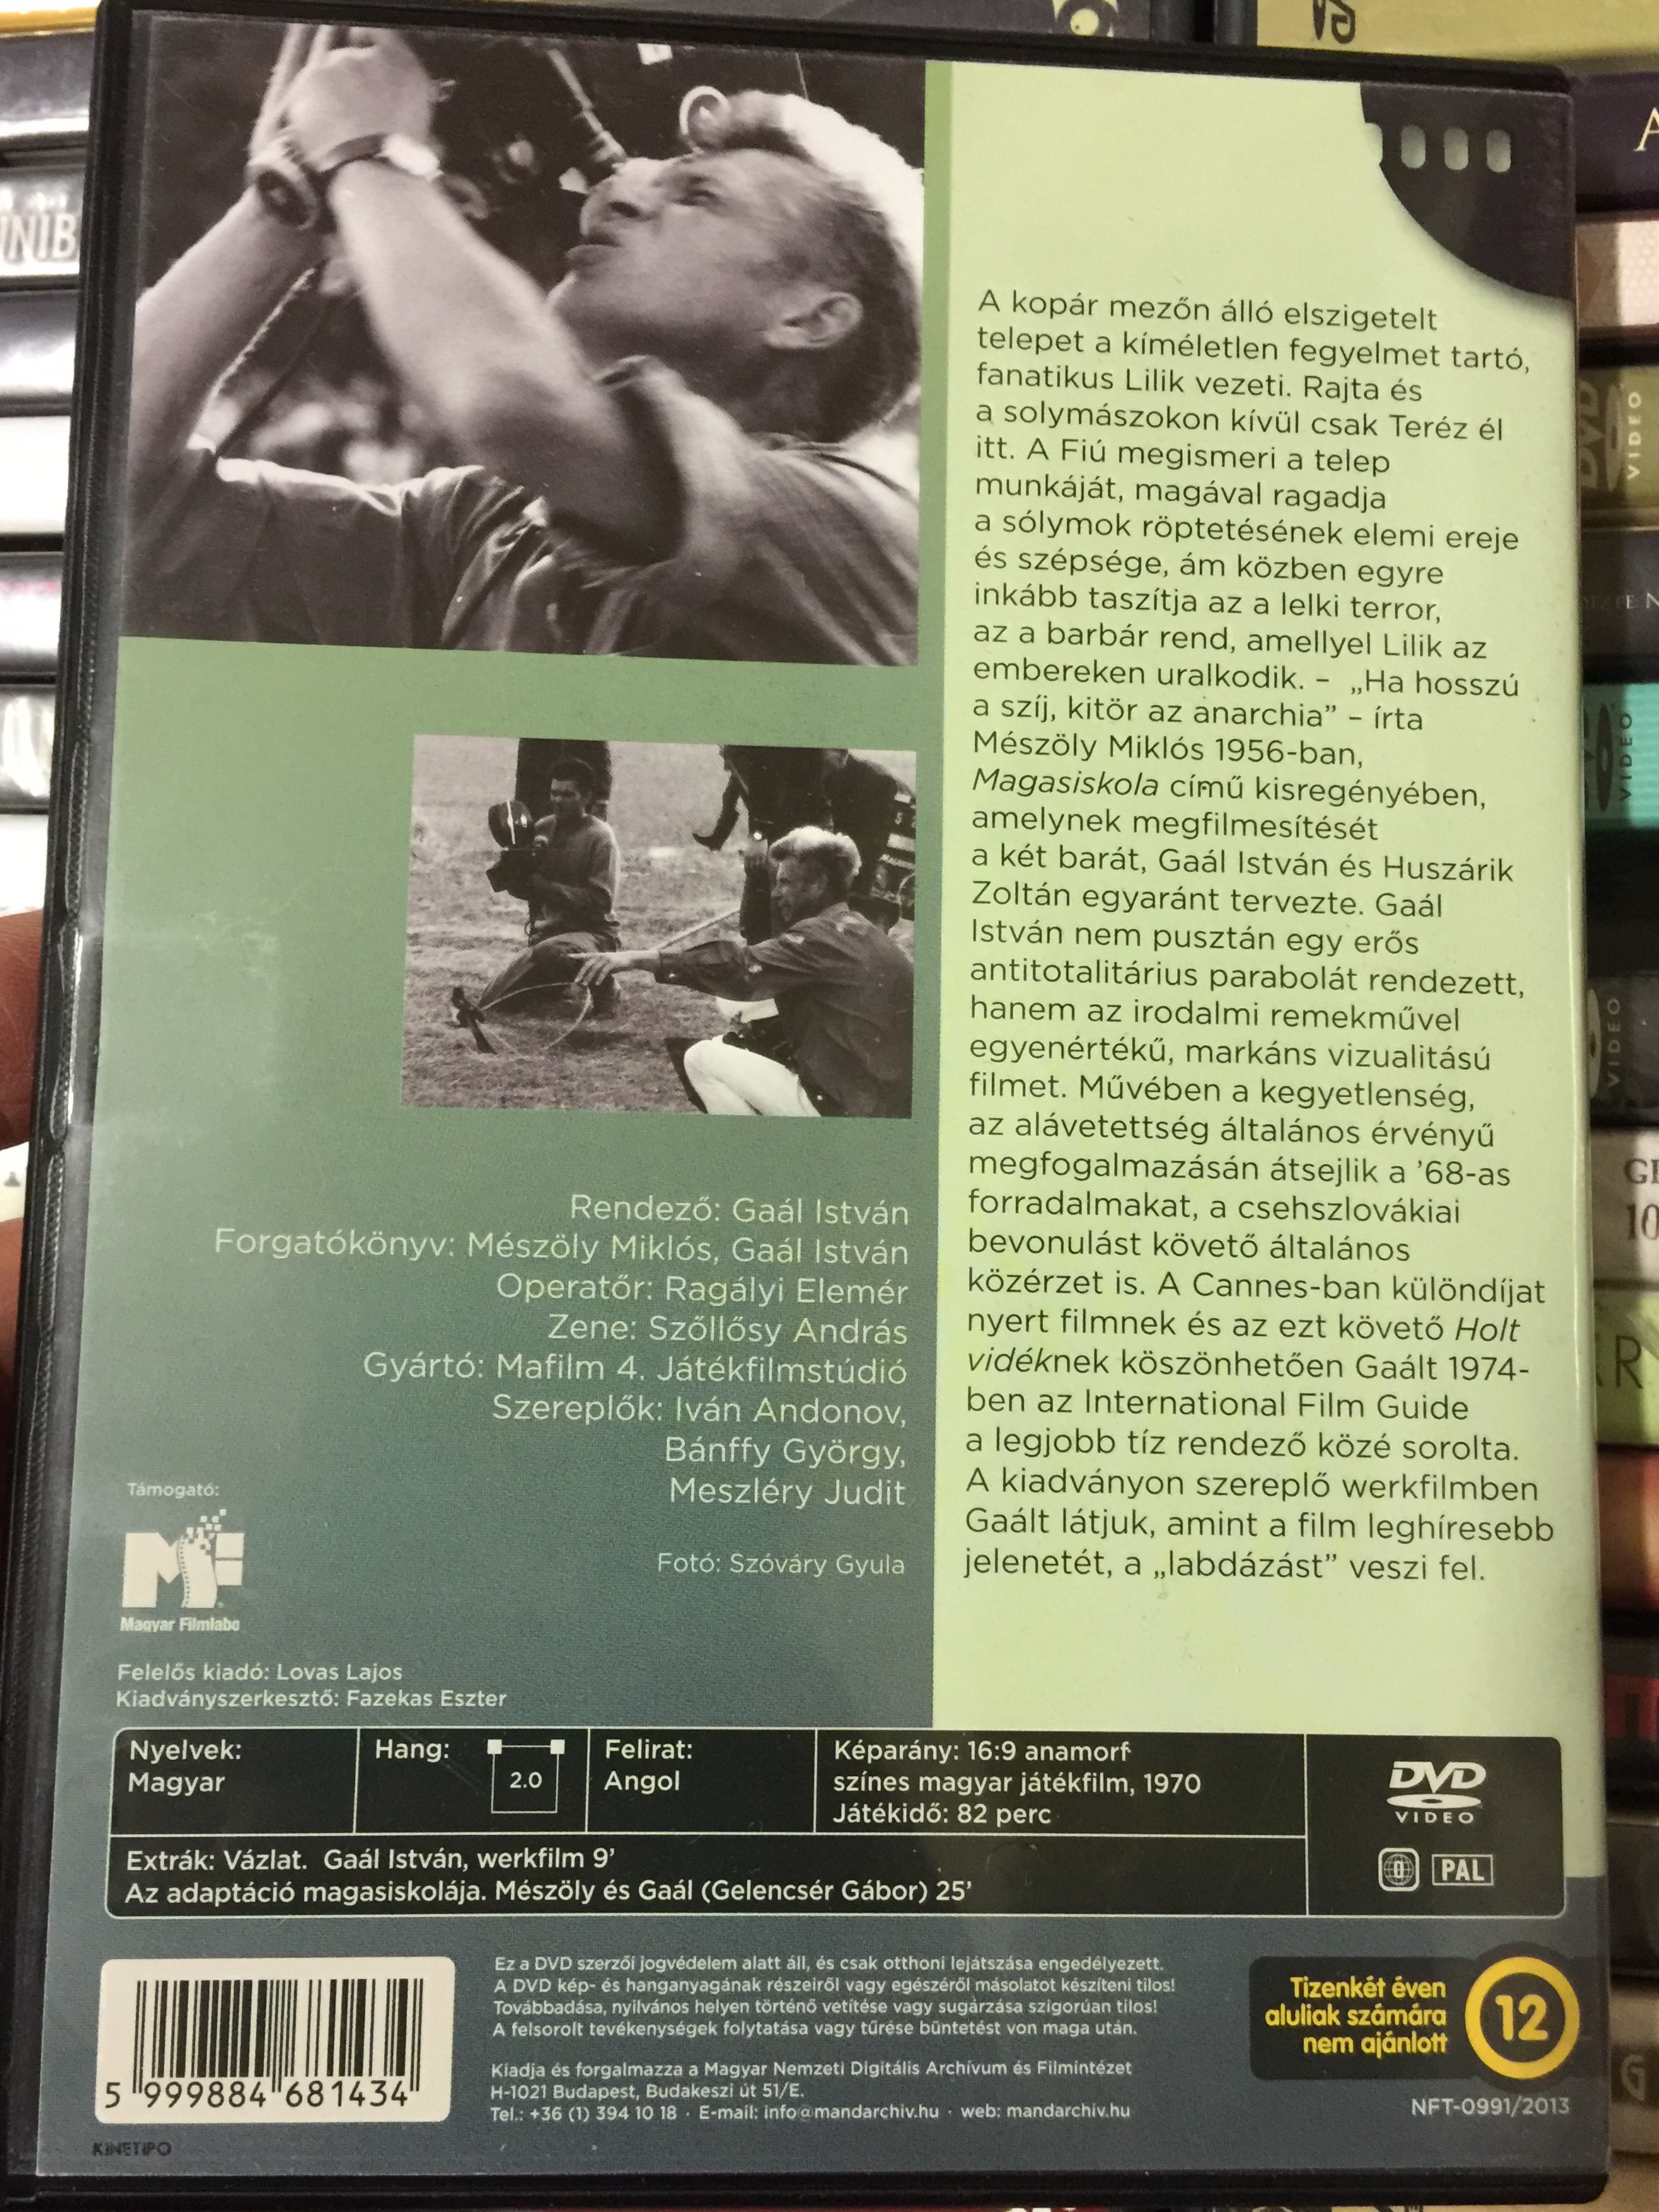 A kopár mezőn álló elszigetelt
telepet a kíméletlen fegyelmet tartó,
fanatikus Lilik vezeti. Rajta és
a solymászokon kívül csak Teréz él
itt. A Fiú megismeri a telep
munkáját, magával ragadja
a sólymok röptetésének elemi ereje
és szépsége, ám közben egyre
inkább taszítja az a lelki terror,
az a barbár rend, amellyel Lilik az
embereken uralkodik. – „Ha hosszú
a szíj, kitör az anarchia” – írta
Mészöly Miklós 1956-ban,
Magasiskola című kisregényében,
amelynek megfilmesítését
a két barát, Gaál István és Huszárik
Zoltán egyaránt tervezte. Gaál
István nem pusztán egy erős
antitotalitárius parabolát rendezett,
hanem az irodalmi remekművel
egyenértékű, markáns vizualitású
filmet. Művében a kegyetlenség,
az alávetettség általános érvényű
megfogalmazásán átsejlik a ’68-as
forradalmakat, a csehszlovákiai
bevonulást követő általános
közérzet is. A Cannes-ban különdíjat
nyert filmnek és az ezt követő Holt
vidéknek köszönhetően Gaált 1974-
ben az International Film Guide
a legjobb tíz rendező közé sorolta.
A kiadványon szereplő werkfilmben
Gaált látjuk, amint a film leghíresebb
jelenetét, a „labdázást” veszi fel.
Rendező: Gaál István
Forgatókönyv: Mészöly Miklós, Gaál István
Operatőr: Ragályi Elemér
Zene: Szőllősy András
Gyártó: Mafilm 4. Játékfilmstúdió
Szereplők: Iván Andonov,
Bánffy György,
Meszléry Judit
Fotó: Szóváry Gyula
Támogató:
Magyar Filmlabo
Felelős kiadó: Lovas Lajos
Kiadványszerkesztő: Fazekas Eszter
Nyelvek:
Magyar
Hang:
2.0
Felirat:
Angol
Képarány: 16:9 anamorf
színes magyar játékfilm, 1970
Játékidő: 82 perc
DVD
VIDEO
0 PAL
Extrák: Vázlat. Gaál István, werkfilm 9’
Az adaptáció magasiskolája. Mészöly és Gaál (Gelencsér Gábor) 25’
Ez a DVD szerzői jogvédelem alatt áll, és csak otthoni lejátszása engedélyezett.
A DVD kép- és hanganyagának részeiről vagy egészéről másolatot készíteni tilos!
Továbbadása, nyilvános helyen történő vetítése vagy sugárzása szigorúan tilos!
A felsorolt tevékenységek folytatása vagy tűrése büntetést von maga után.
Kiadja és forgalmazza a Magyar Nemzeti Digitális Archívum és Filmintézet
H-1021 Budapest, Budakeszi út 51/E.
Tel.: +36 (1) 394 10 18 · E-mail: info@mandarchiv.hu · web: mandarchiv.hu
Tizenkét éven
aluliak számára
nem ajánlott
12
NFT-0991/2013
5 999884 681434
KINETIPO